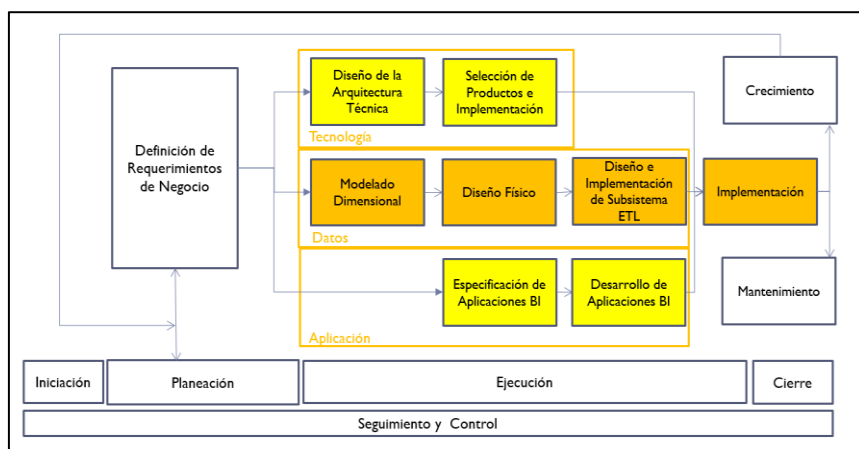 Diseño de la
Arquitectura
Técnica
Selección de
Productos e
Implementación
Tecnología
Crecimiento
Definición de
Requerimientos
de Negocio
Modelado
Dimensional
Diseño Físico
Diseño e
Implementación
de Subsistema
ETL
Implementación
Datos
Especificación de
Aplicaciones BI
Desarrollo de
Aplicaciones BI
Aplicación
Mantenimiento
Iniciación
Planeación
Ejecución
Cierre
Seguimiento y Control